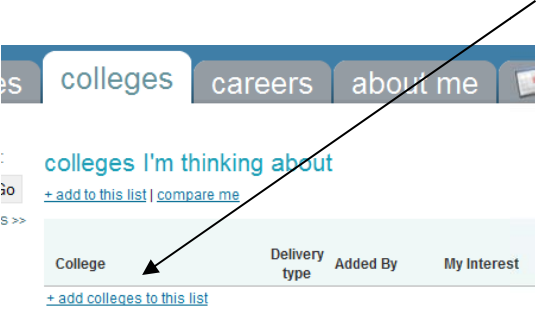 es colleges careers about me
:
Go
s >>
colleges I'm thinking about
+ add to this list | compare me
College Delivery type Added By My Interest
+ add colleges to this list